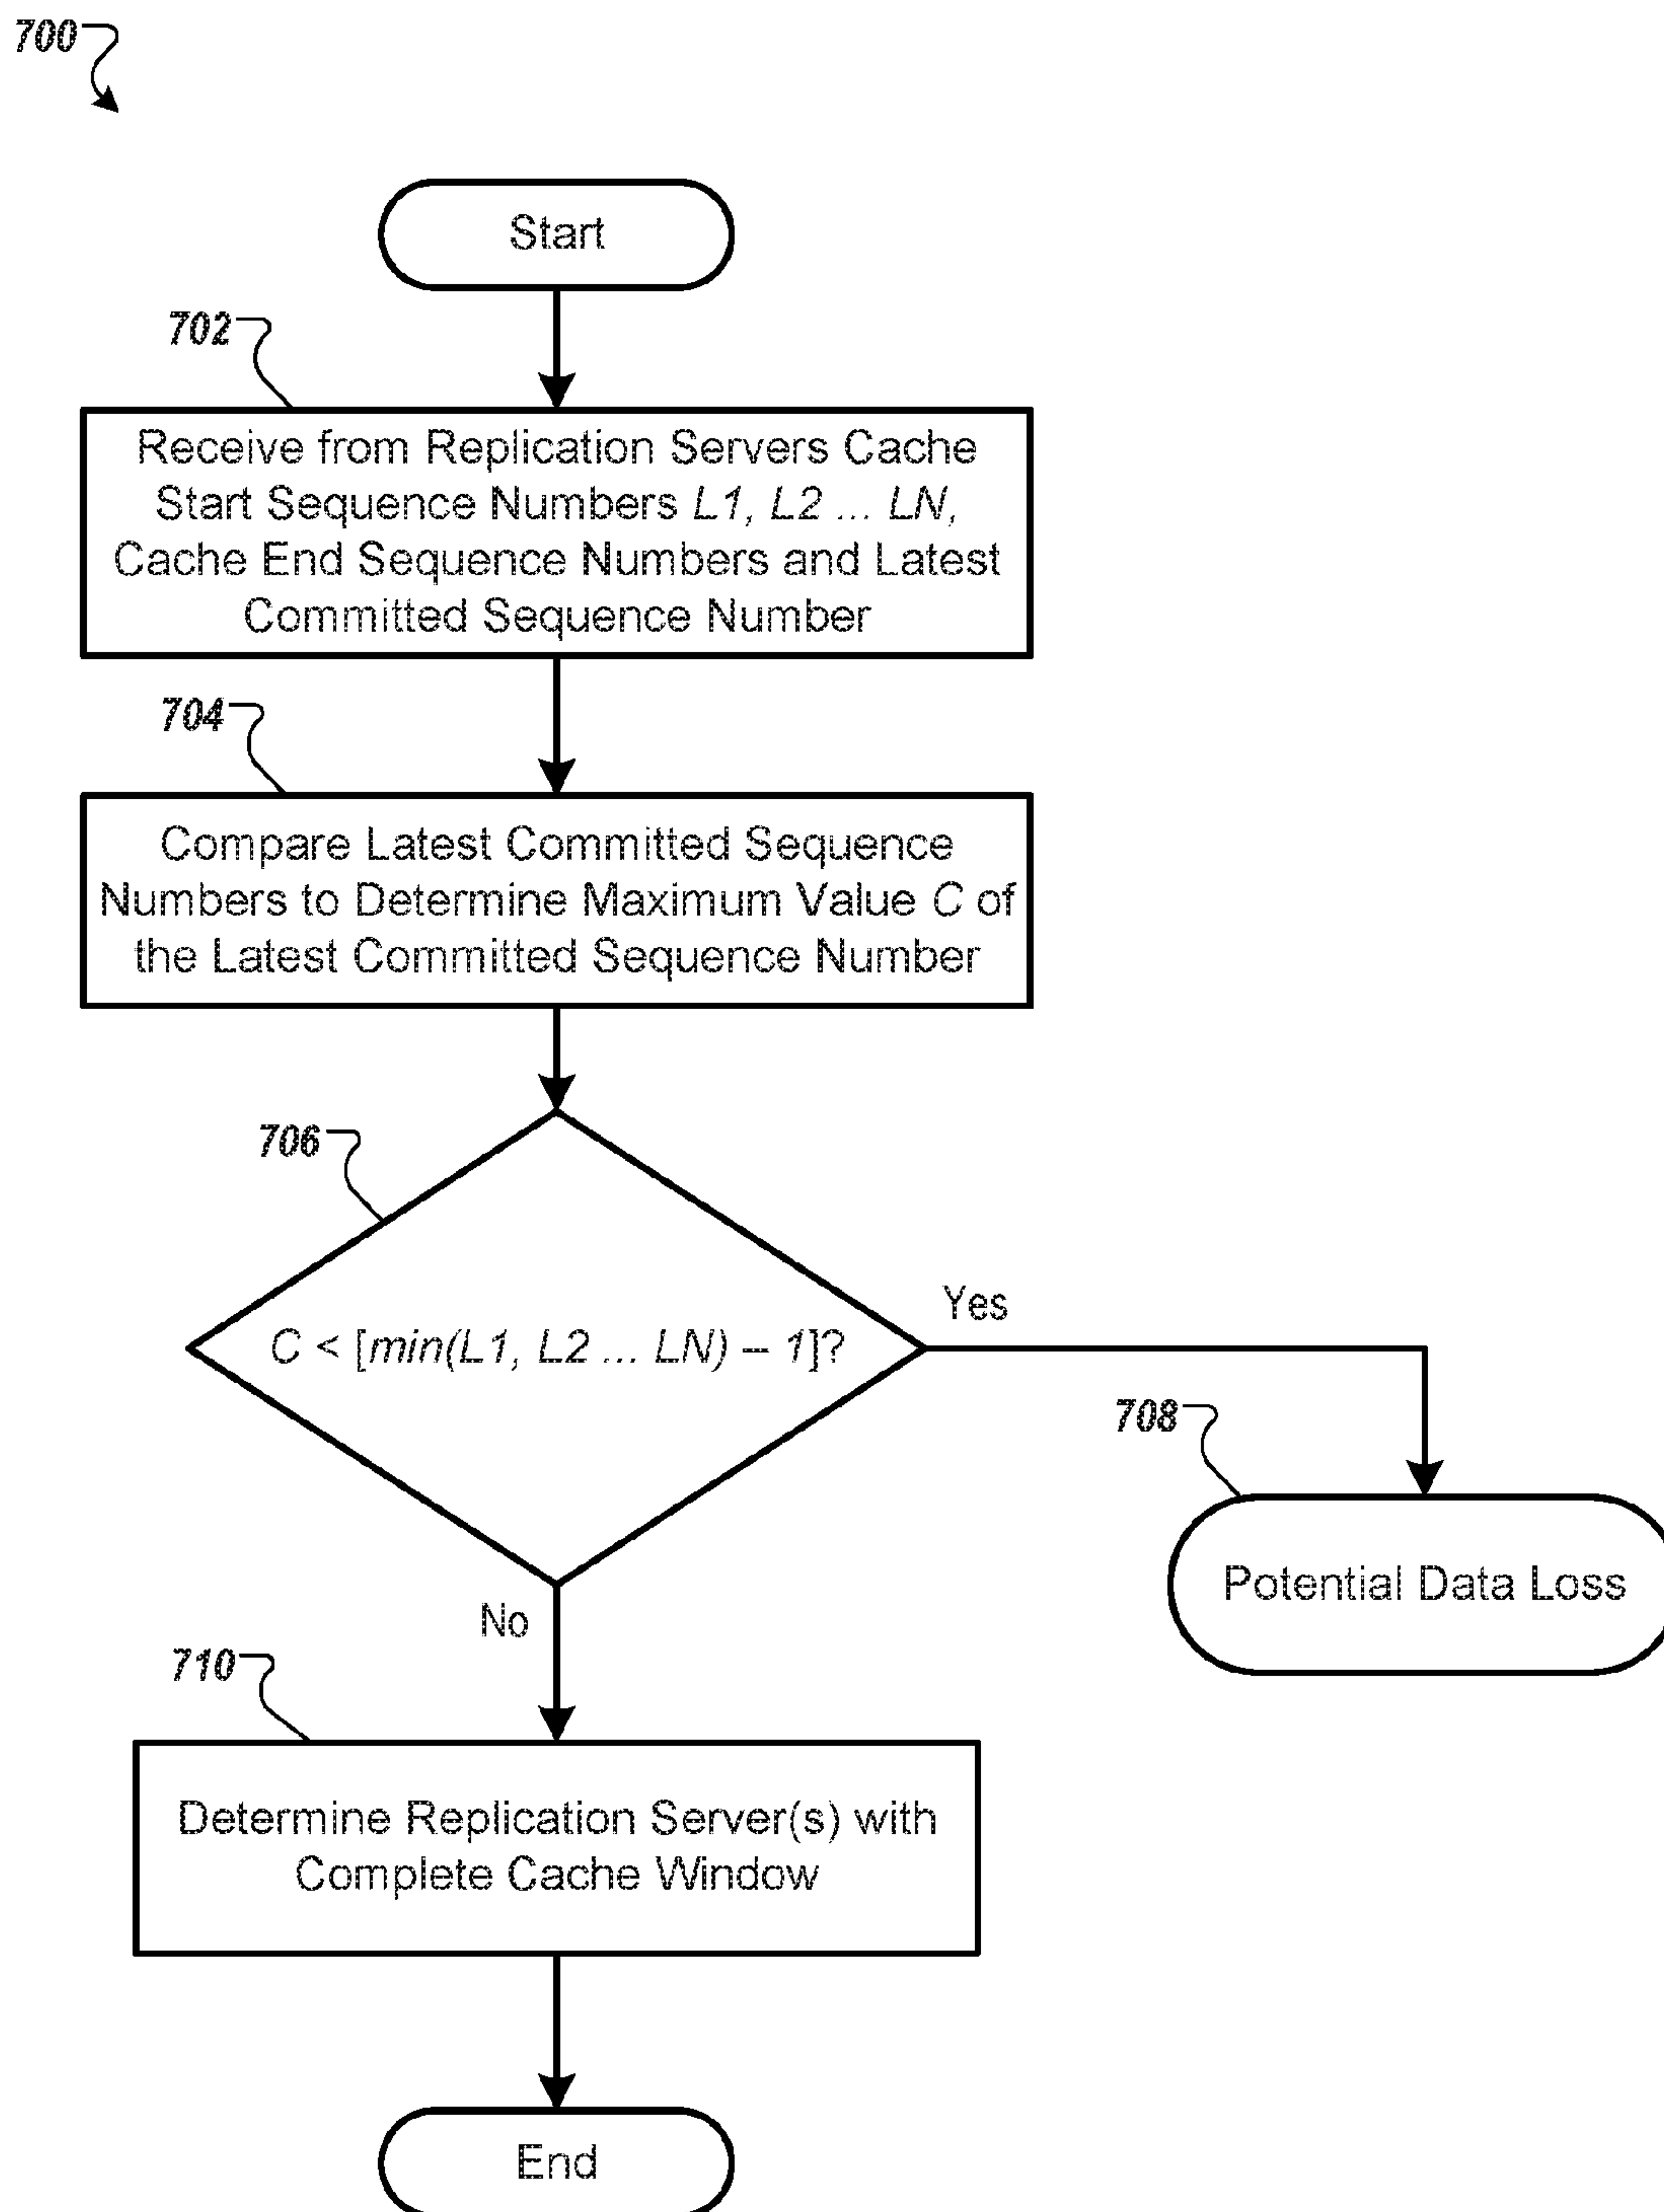 700
Start
702
Receive from Replication Servers Cache
Start Sequence Numbers L1, L2 ... LN,
Cache End Sequence Numbers and Latest
Committed Sequence Number
704
Compare Latest Committed Sequence
Numbers to Determine Maximum Value C of
the Latest Committed Sequence Number
706
C < [min(L1, L2 ... LN) – 1]?
Yes
708
Potential Data Loss
No
710
Determine Replication Server(s) with
Complete Cache Window
End